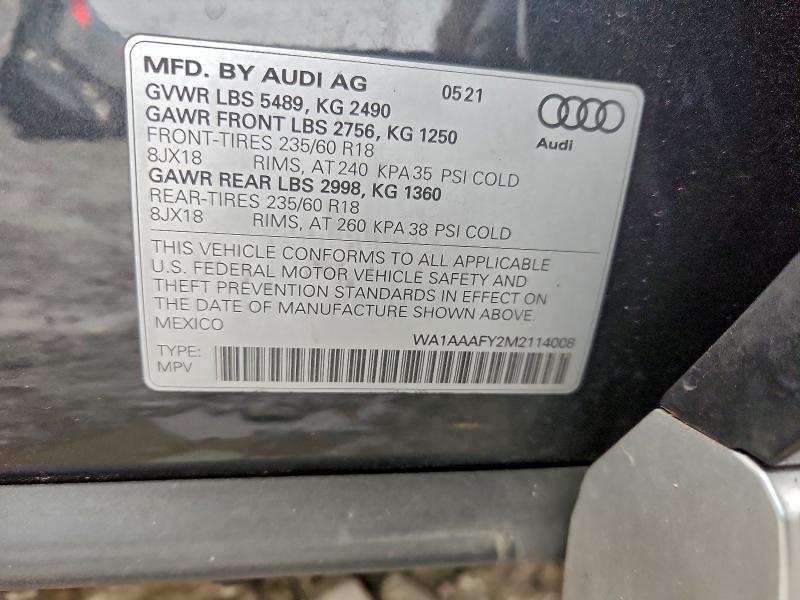 MFD. BY AUDI AG 0521
GVWR LBS 5489, KG 2490
GAWR FRONT LBS 2756, KG 1250
Audi
FRONT-TIRES 235/60 R18
8JX18 RIMS, AT 240 KPA 35 PSI COLD
GAWR REAR LBS 2998, KG 1360
REAR-TIRES 235/60 R18
8JX18 RIMS, AT 260 KPA 38 PSI COLD
THIS VEHICLE CONFORMS TO ALL APPLICABLE
U.S. FEDERAL MOTOR VEHICLE SAFETY AND
THEFT PREVENTION STANDARDS IN EFFECT ON
THE DATE OF MANUFACTURE SHOWN ABOVE.
MEXICO
WA1AAAFY2M2114008
TYPE:
MPV